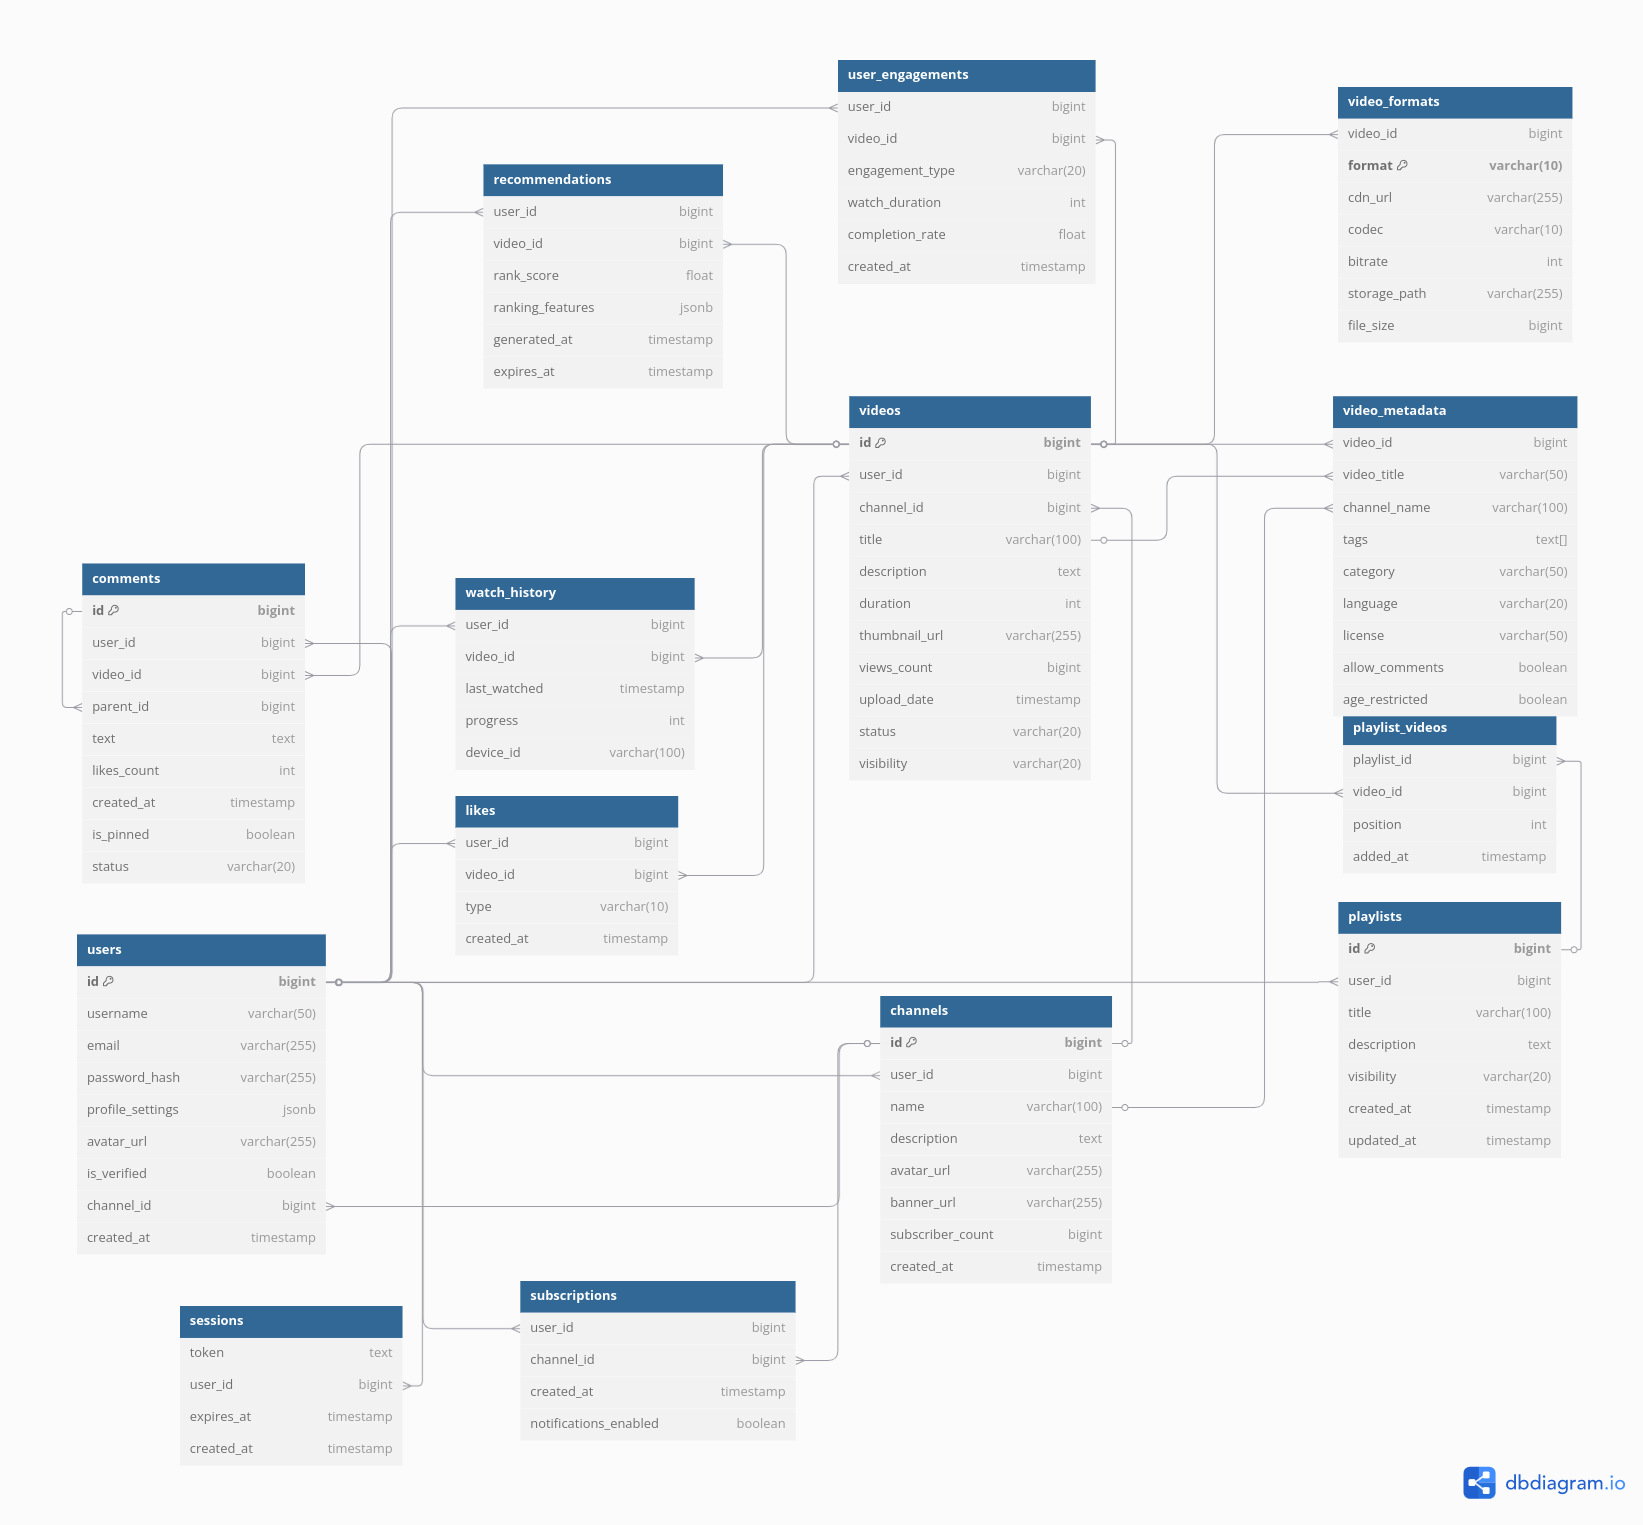 user_engagements
user_id bigint
video_id bigint
engagement_type varchar(20)
watch_duration int
completion_rate float
created_at timestamp
video_formats
video_id bigint
format varchar(10)
cdn_url varchar(255)
codec varchar(10)
bitrate int
storage_path varchar(255)
file_size bigint
recommendations
user_id bigint
video_id bigint
rank_score float
ranking_features jsonb
generated_at timestamp
expires_at timestamp
videos
id bigint
user_id bigint
channel_id bigint
title varchar(100)
description text
duration int
thumbnail_url varchar(255)
views_count bigint
upload_date timestamp
status varchar(20)
visibility varchar(20)
video_metadata
video_id bigint
video_title varchar(50)
channel_name varchar(100)
tags text[]
category varchar(50)
language varchar(20)
license varchar(50)
allow_comments boolean
age_restricted boolean
playlist_videos
playlist_id bigint
video_id bigint
position int
added_at timestamp
comments
id bigint
user_id bigint
video_id bigint
parent_id bigint
text text
likes_count int
created_at timestamp
is_pinned boolean
status varchar(20)
watch_history
user_id bigint
video_id bigint
last_watched timestamp
progress int
device_id varchar(100)
likes
user_id bigint
video_id bigint
type varchar(10)
created_at timestamp
playlists
id bigint
user_id bigint
title varchar(100)
description text
visibility varchar(20)
created_at timestamp
updated_at timestamp
users
id bigint
username varchar(50)
email varchar(255)
password_hash varchar(255)
profile_settings jsonb
avatar_url varchar(255)
is_verified boolean
channel_id bigint
created_at timestamp
channels
id bigint
user_id bigint
name varchar(100)
description text
avatar_url varchar(255)
banner_url varchar(255)
subscriber_count bigint
created_at timestamp
subscriptions
user_id bigint
channel_id bigint
created_at timestamp
notifications_enabled boolean
sessions
token text
user_id bigint
expires_at timestamp
created_at timestamp
dbdiagram.io